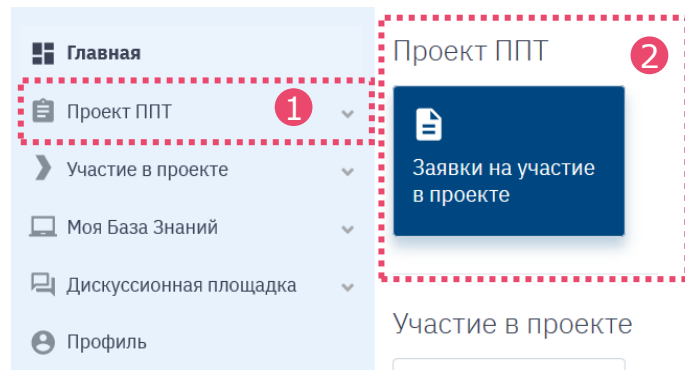 Главная
Проект ППТ
1
Участие в проекте
Моя База Знаний
Дискуссионная площадка
Профиль
Проект ППТ
2
Заявки на участие
в проекте
Участие в проекте